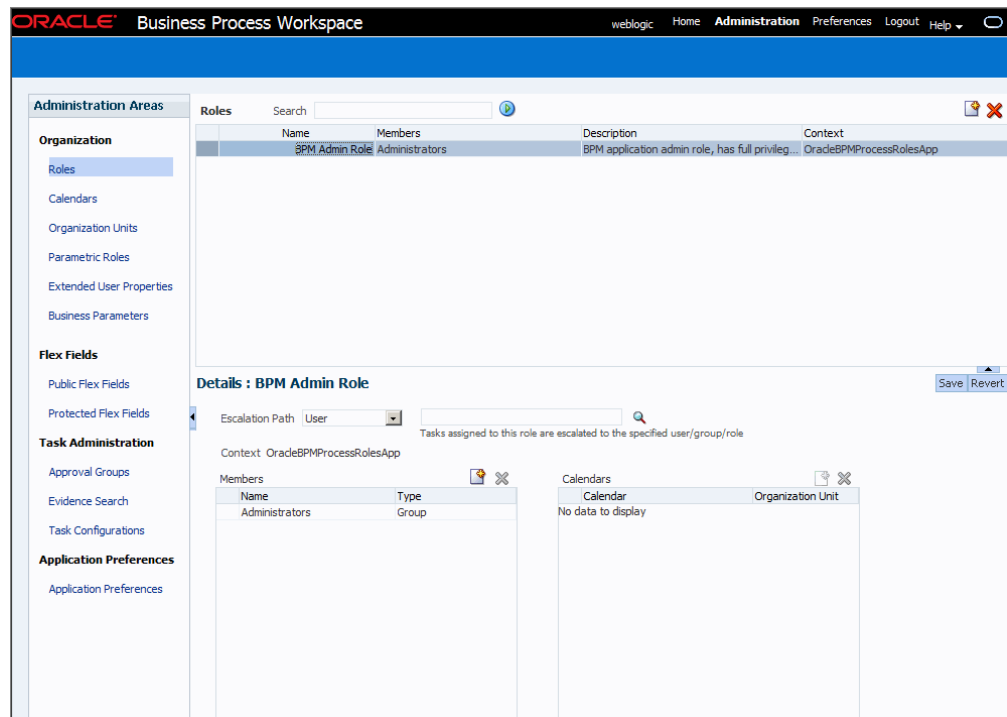 ORACLE Business Process Workspace weblogic Home Administration Preferences Logout Help
Administration Areas
Organization
Roles
Calendars
Organization Units
Parametric Roles
Extended User Properties
Business Parameters
Flex Fields
Public Flex Fields
Protected Flex Fields
Task Administration
Approval Groups
Evidence Search
Task Configurations
Application Preferences
Application Preferences
Roles Search
Name Members Description Context
BPM Admin Role Administrators BPM application admin role, has full privileg... OracleBPMProcessRolesApp
Details : BPM Admin Role Save Revert
Escalation Path User
Tasks assigned to this role are escalated to the specified user/group/role
Context OracleBPMProcessRolesApp
Members
Name Type
Administrators Group
Calendars
Calendar Organization Unit
No data to display